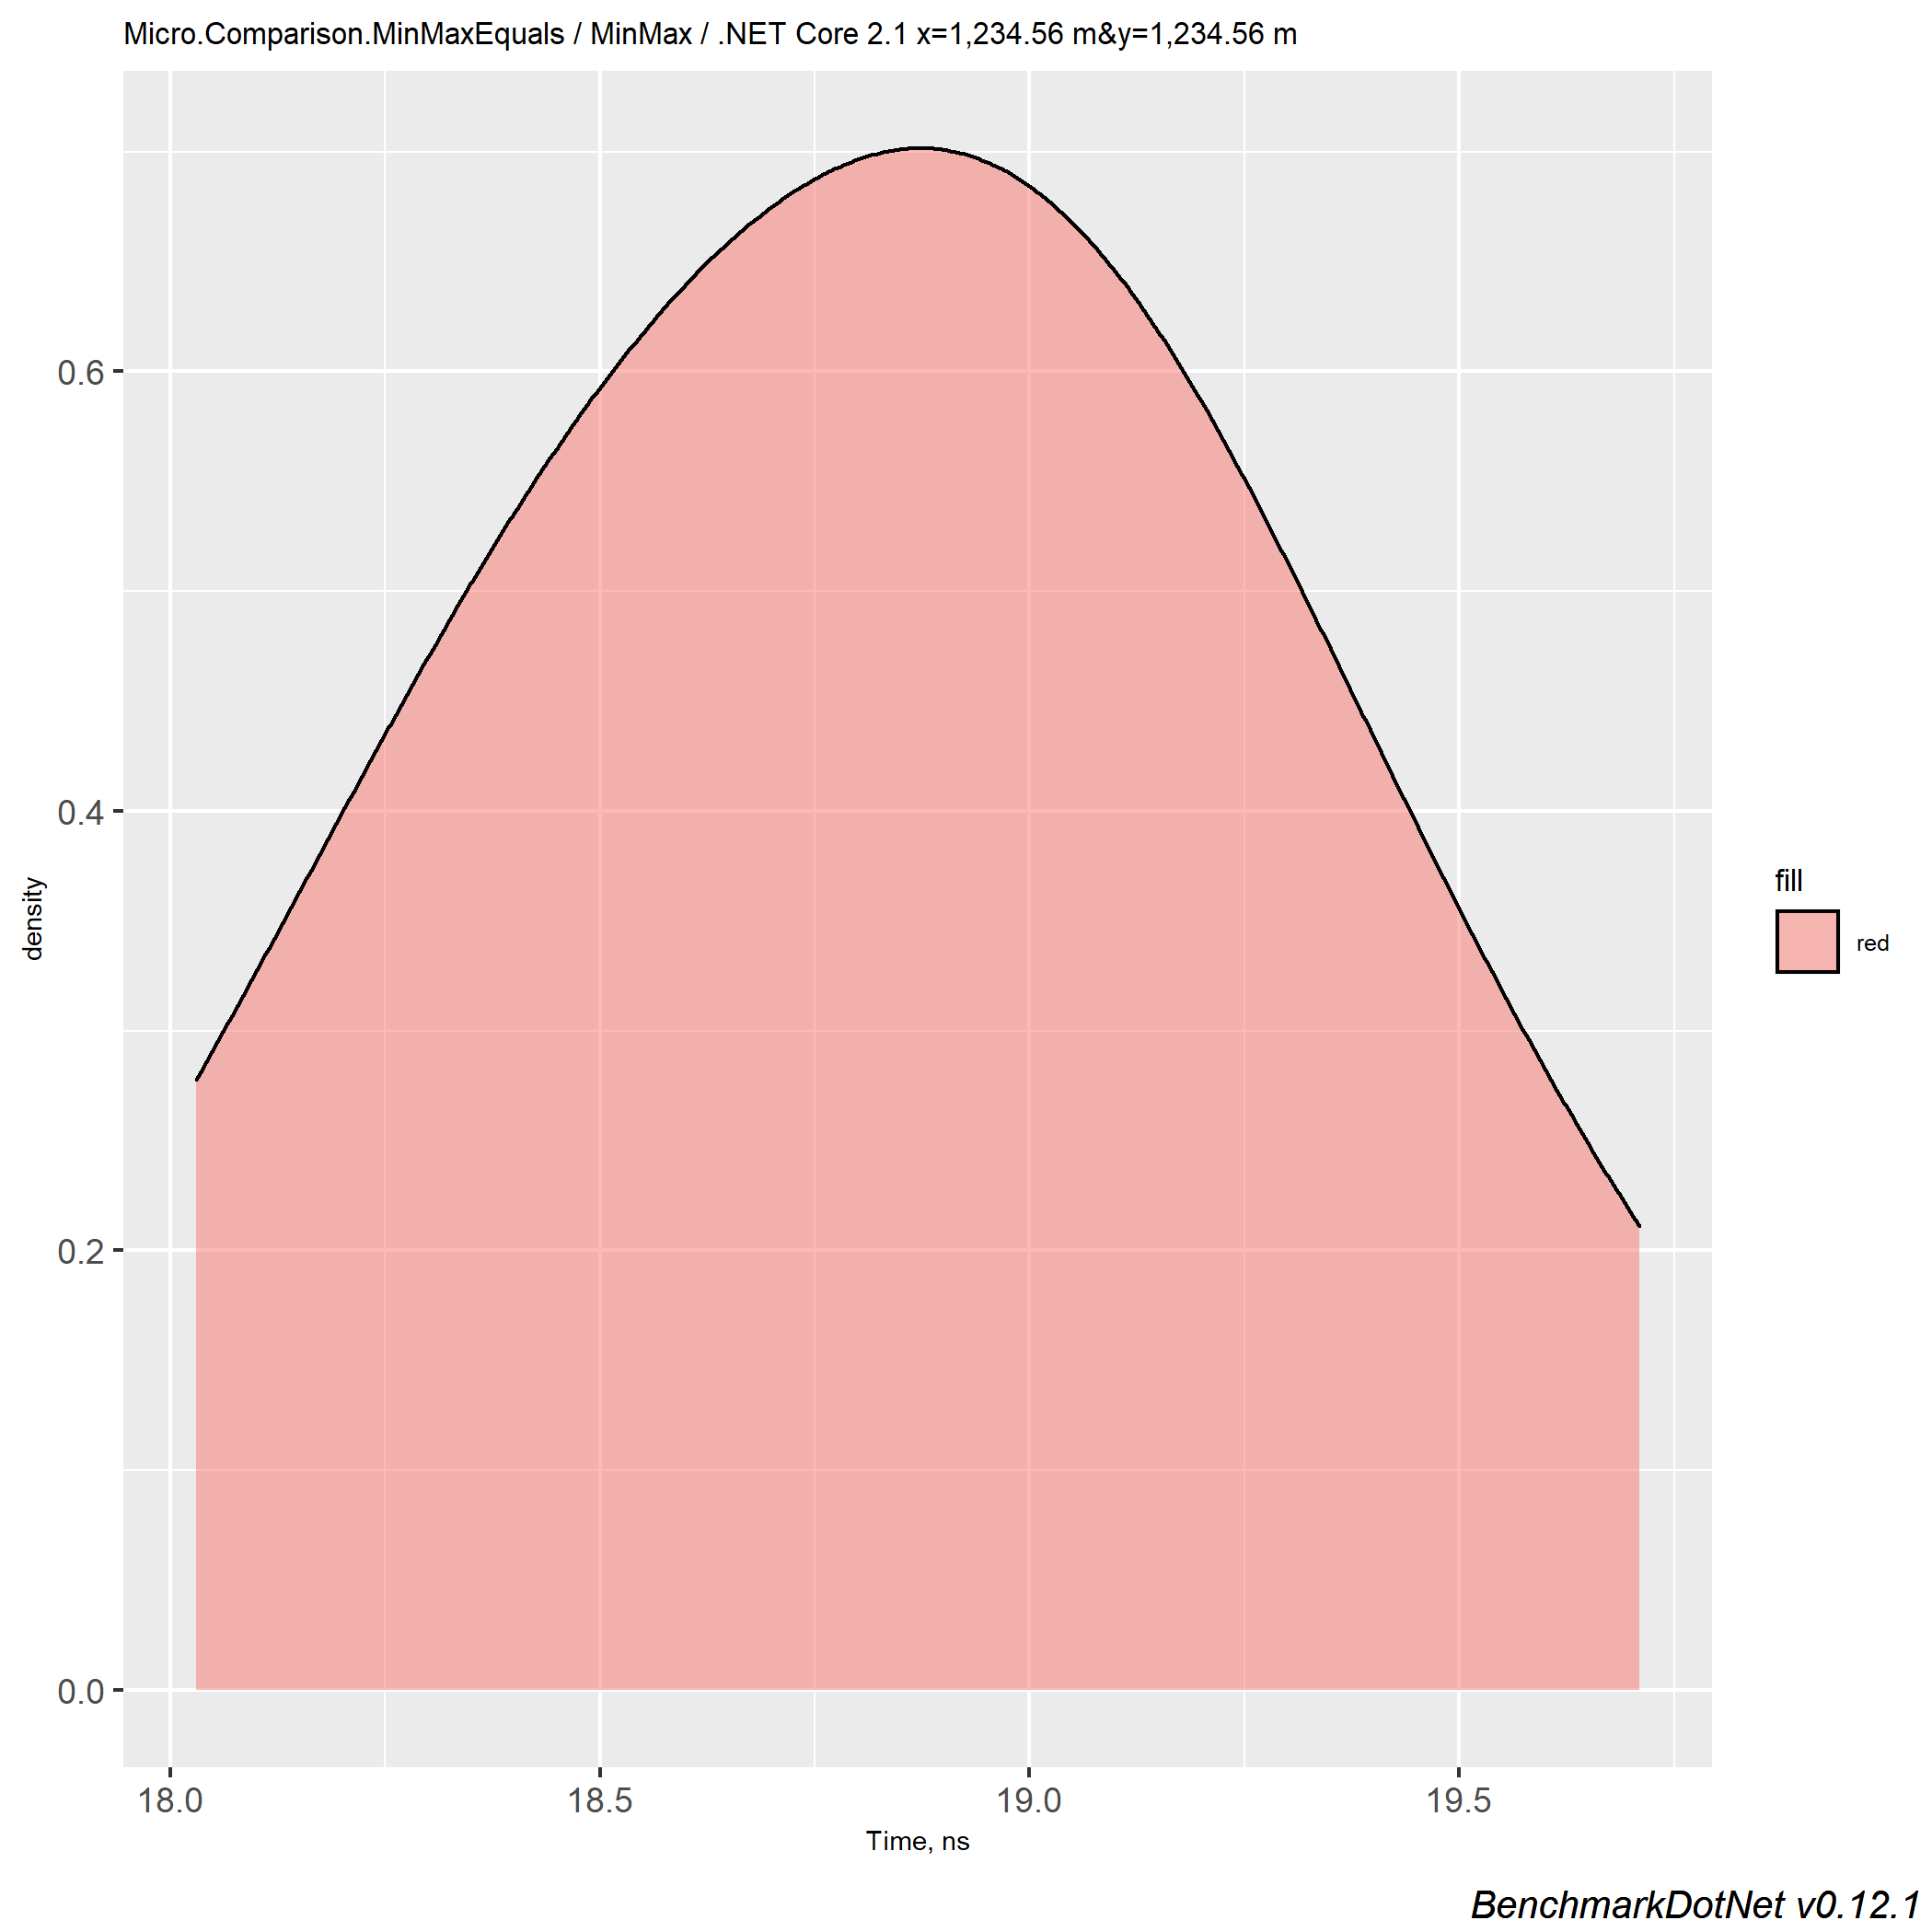 Micro.Comparison.MinMaxEquals / MinMax / .NET Core 2.1 x=1,234.56 m&y=1,234.56 m
0.6
0.4
0.2
0.0
density
18.0 18.5 19.0 19.5
Time, ns
fill
red
BenchmarkDotNet v0.12.1